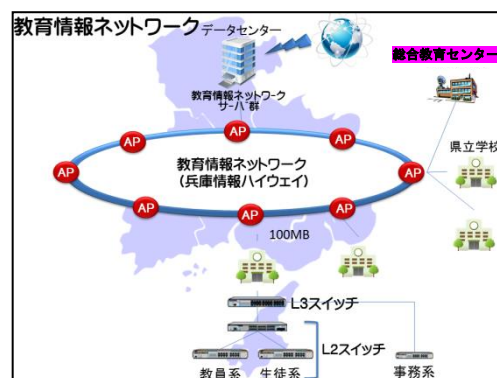 教育情報ネットワーク
データセンター
総合教育センター
教育情報ネットワーク
サーバ群
AP
AP
AP
AP
AP
県立学校
教育情報ネットワーク
(兵庫情報ハイウェイ)
AP
AP
AP
100MB
L3スイッチ
L2スイッチ
教員系
生徒系
事務系